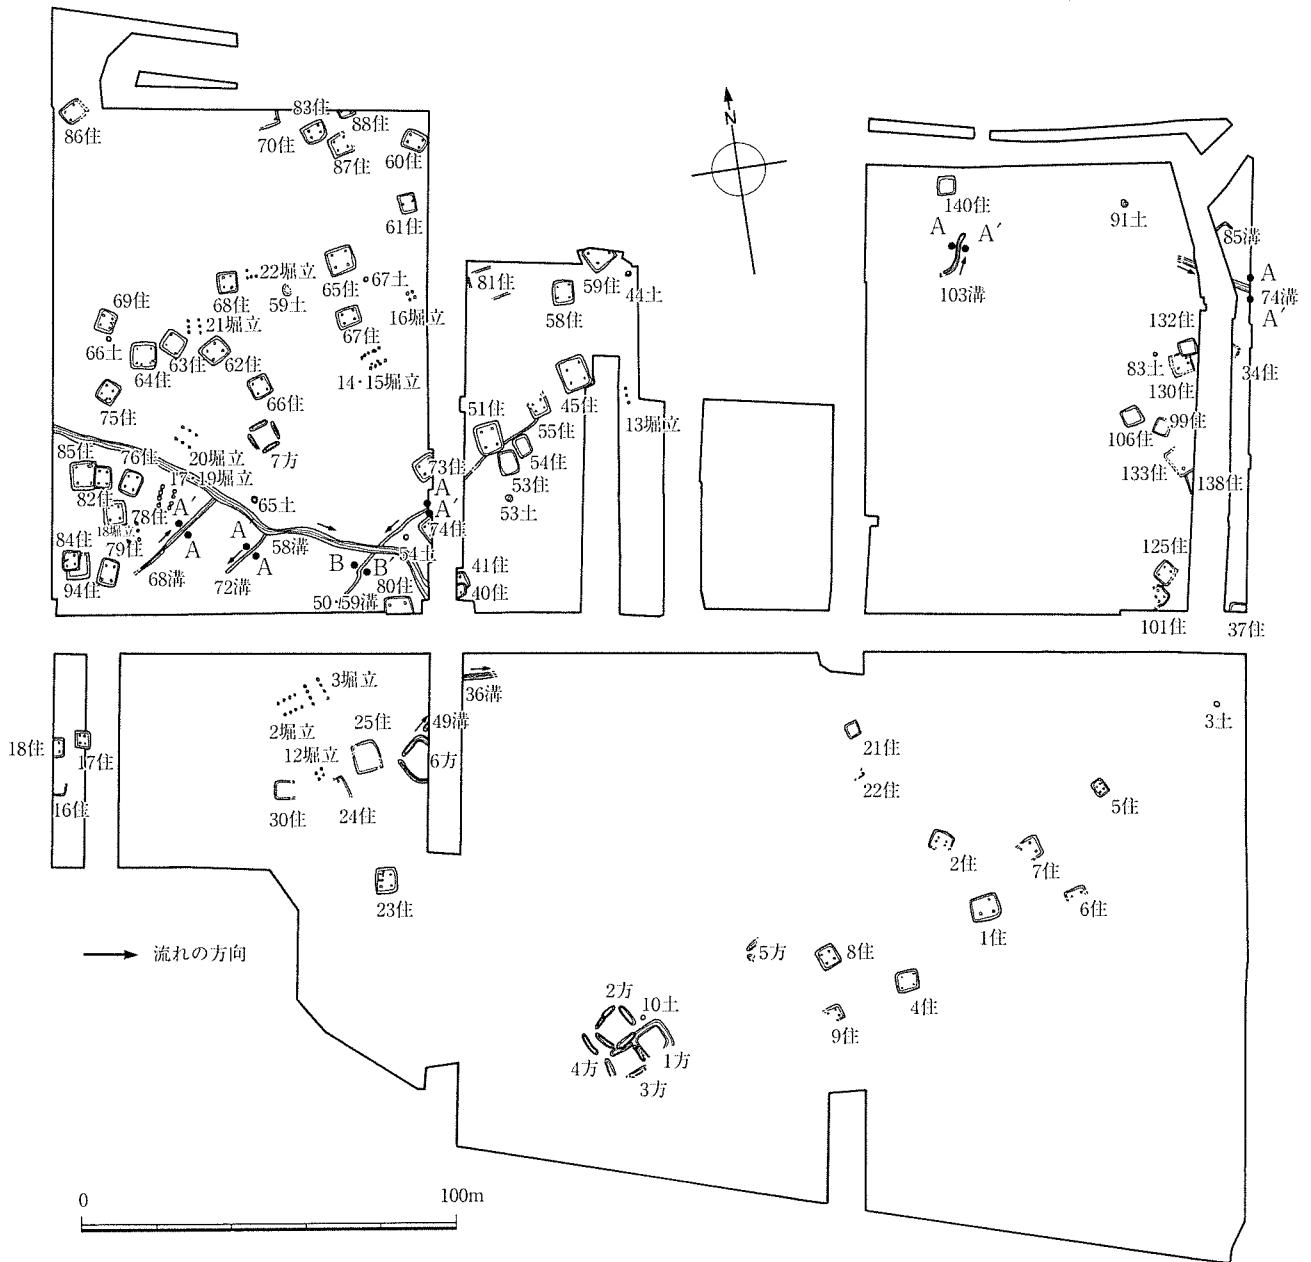 83住
88住
86住
70住
87住
60住
N
61住
140住
91土
A
A′
85溝
103溝
A
74溝
A′
22堀立
67土
68住
59土
65住
16堀立
81住
58住
59住
44土
69住
21堀立
67住
66土
63住
62住
64住
14・15堀立
132住
83土
130住
34住
75住
66住
45住
51住
55住
13堀立
106住
99住
54住
133住
138住
20堀立
7方
73住
85住
76住
17・19堀立
82住
78住
65土
A
A′
53住
53土
18堀立
A′
A
A′
A
58溝
74住
54土
84住
79住
94住
68溝
72溝
B
B′
80住
50・59溝
41住
40住
125住
101住
37住
3堀立
36溝
2堀立
25住
49溝
3土
18住
17住
12堀立
6方
21住
16住
30住
24住
22住
5住
2住
7住
23住
6住
1住
流れの方向
5方
8住
4住
2方
10土
9住
4方
1方
3方
0
100m